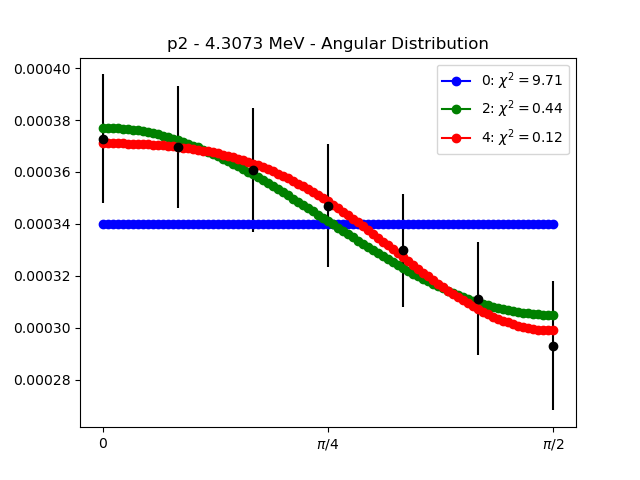 p2 - 4.3073 MeV - Angular Distribution
0.00040
0.00038
0.00036
0.00034
0.00032
0.00030
0.00028
0
π/4
π/2
0: χ² = 9.71
2: χ² = 0.44
4: χ² = 0.12